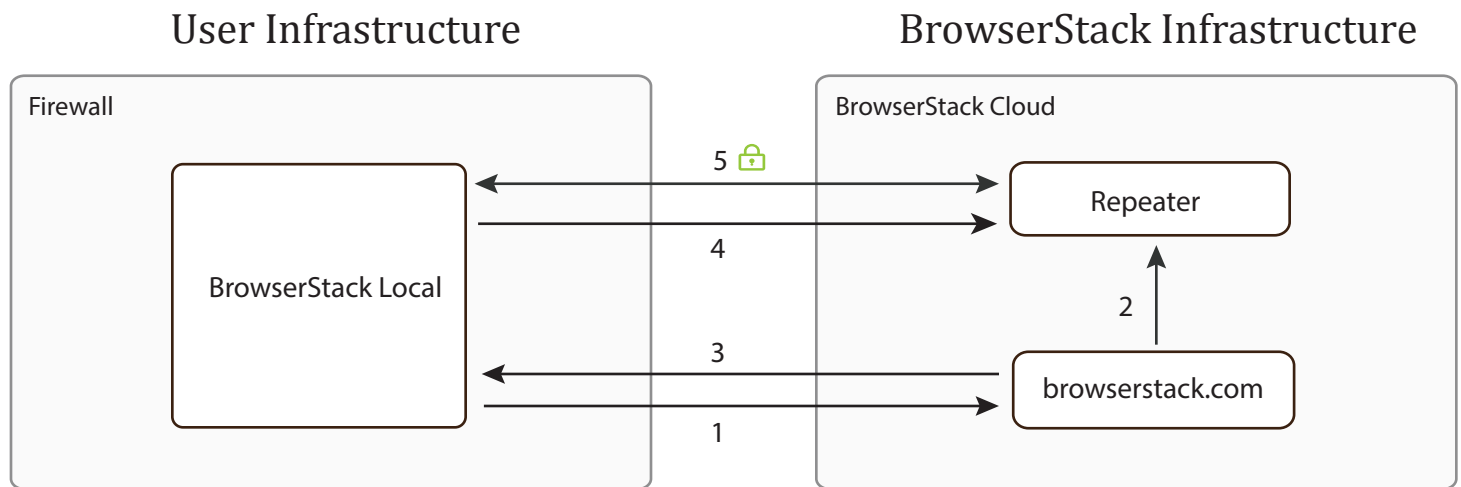 User Infrastructure
BrowserStack Infrastructure
Firewall
BrowserStack Cloud
5
Repeater
4
BrowserStack Local
2
3
browserstack.com
1